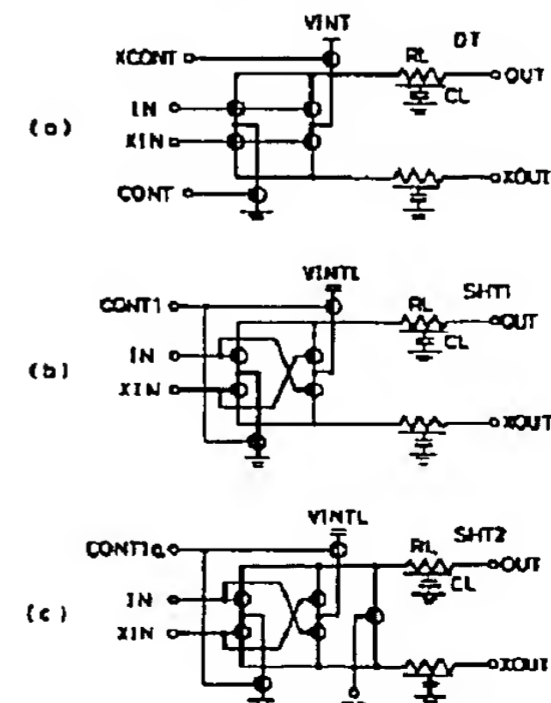 VINT
DT
XCONT
RL
OUT
IN
CL
(a)
XIN
CONT
XOUT
VINTL
SHT1
CONT1
RL
OUT
IN
CL
(b)
XIN
XOUT
VINTL
SHT2
CONT1a
RL
OUT
IN
CL
(c)
XIN
XOUT